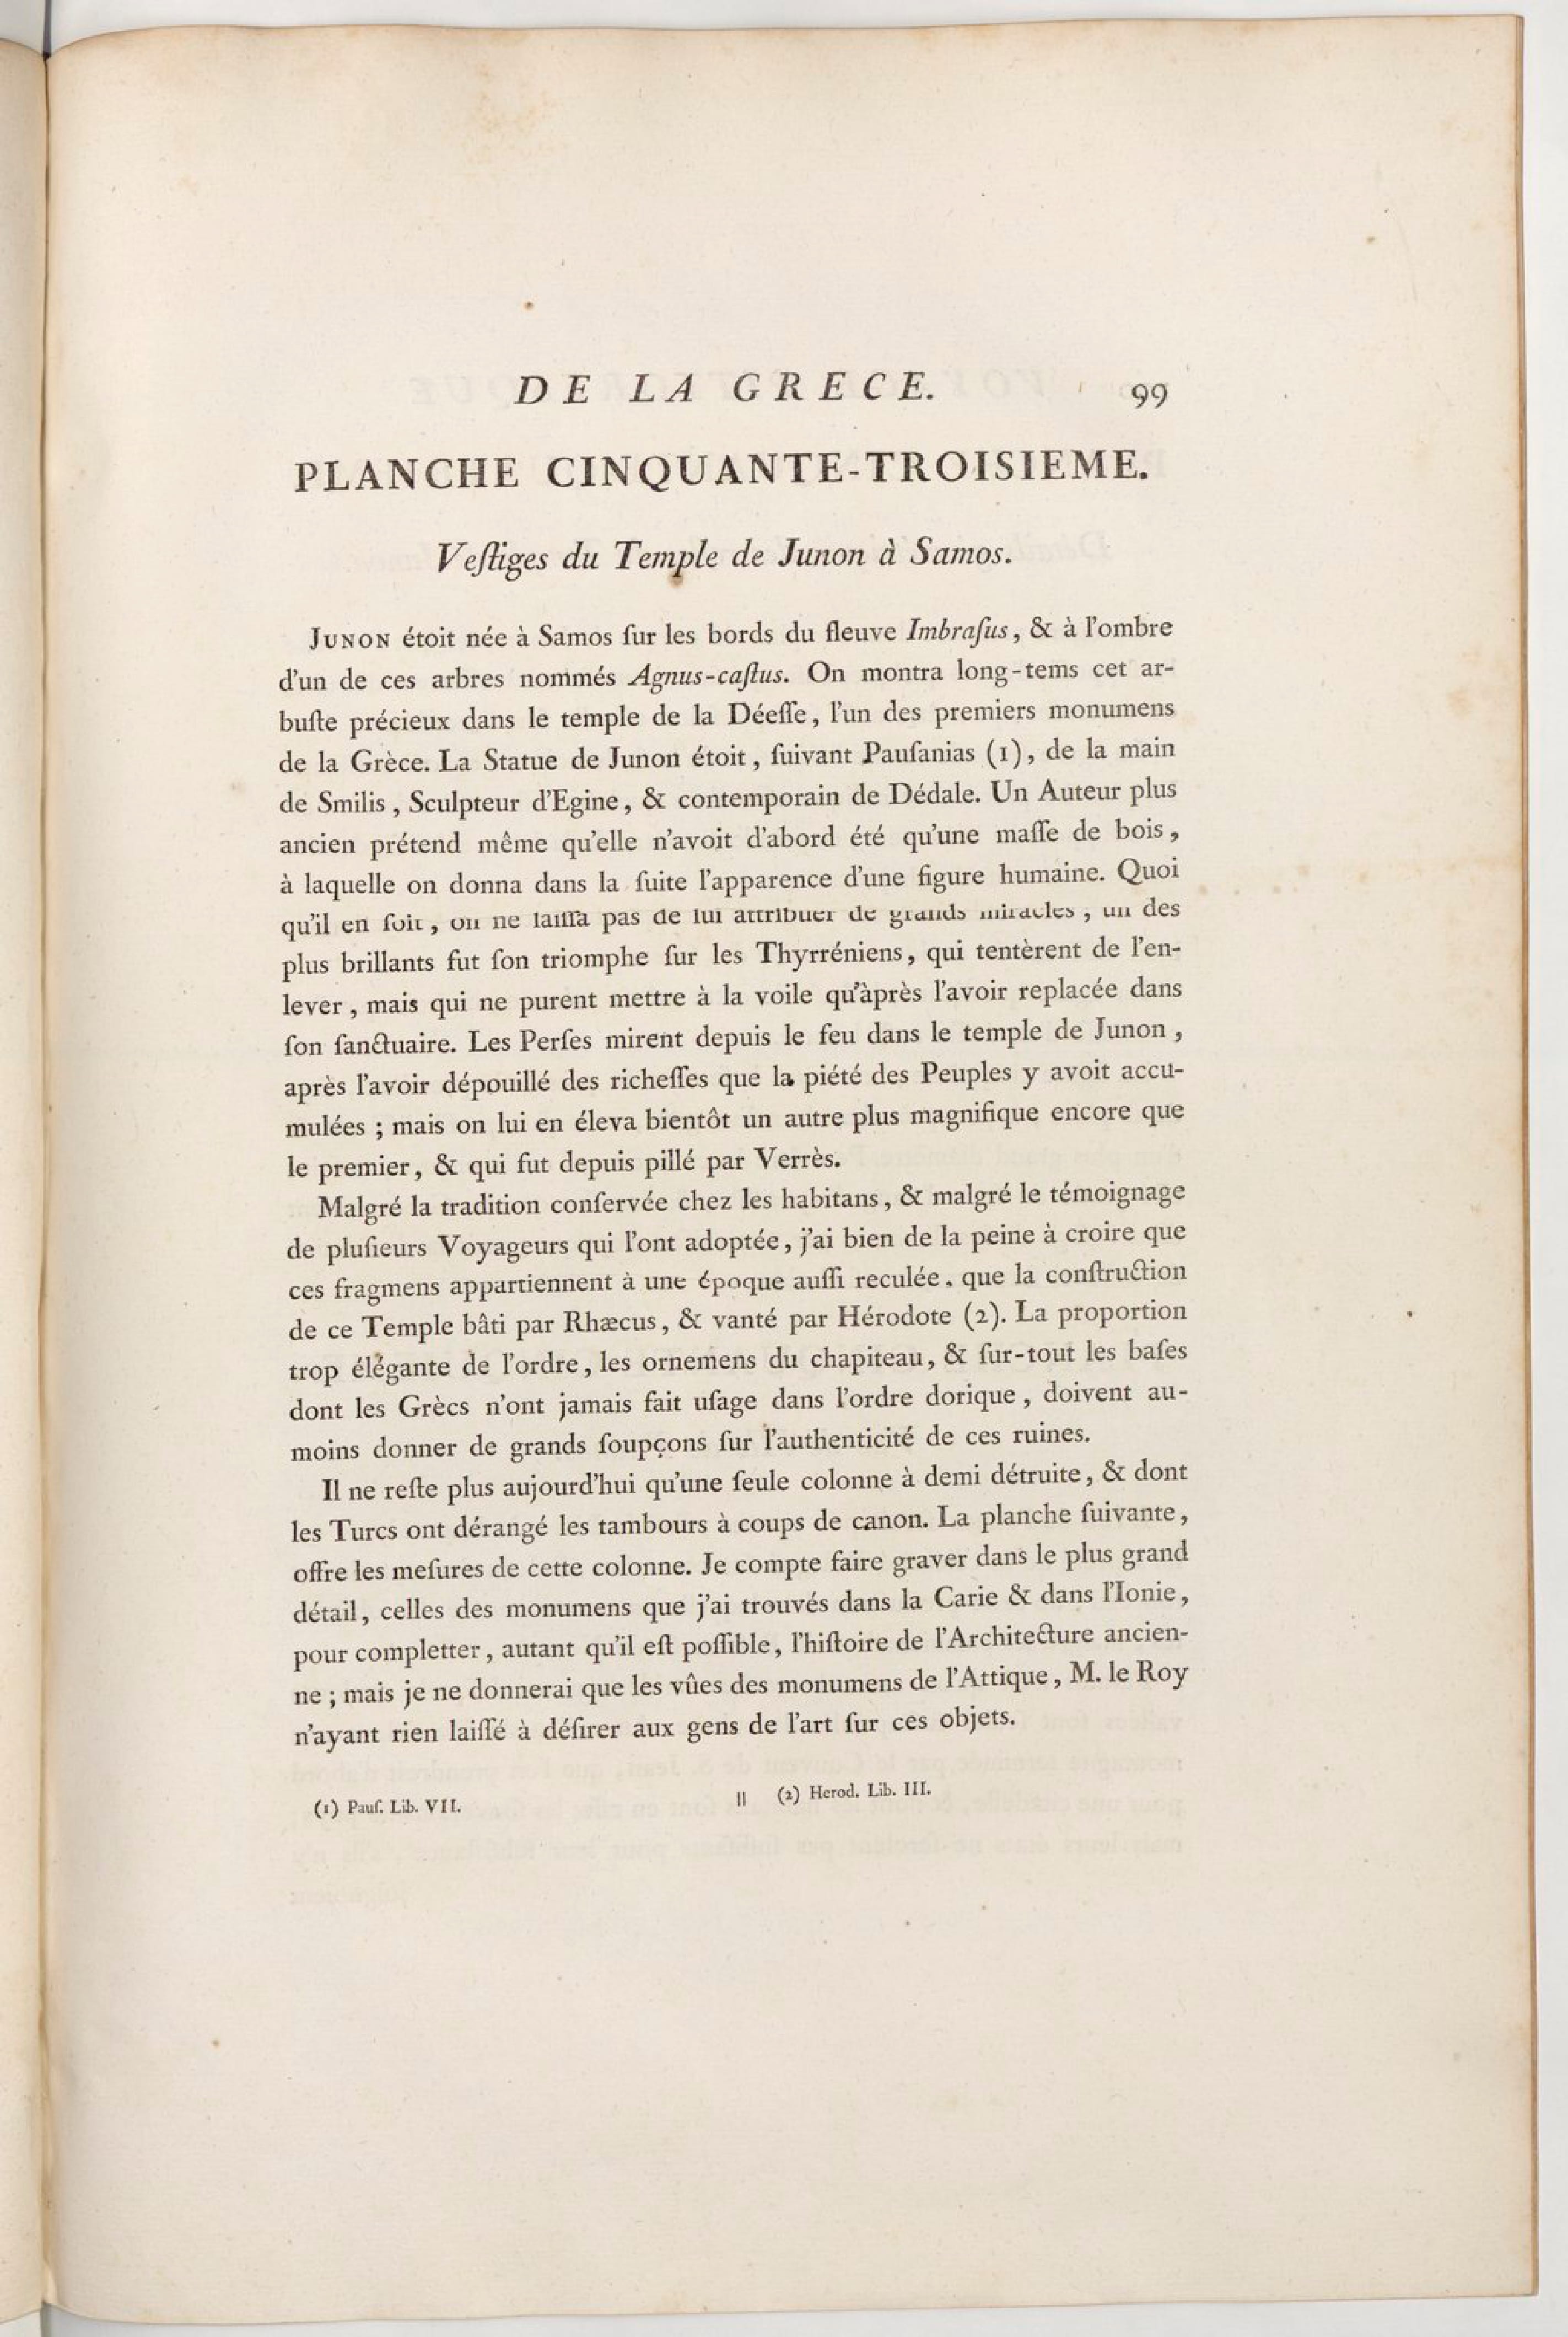 DE LA GRECE. 99
PLANCHE CINQUANTE-TROISIEME.
Veſtiges du Temple de Junon à Samos.
JUNON étoit née à Samos ſur les bords du fleuve Imbraſus, & à l'ombre
d'un de ces arbres nommés Agnus-caſtus. On montra long-tems cet ar-
buſte précieux dans le temple de la Déeſſe, l'un des premiers monumens
de la Grèce. La Statue de Junon étoit, ſuivant Pauſanias (1), de la main
de Smilis, Sculpteur d'Egine, & contemporain de Dédale. Un Auteur plus
ancien prétend même qu'elle n'avoit d'abord été qu'une maſſe de bois,
à laquelle on donna dans la ſuite l'apparence d'une figure humaine. Quoi
qu'il en ſoit, on ne laiſſa pas de lui attribuer de grands miracles, un des
plus brillants fut ſon triomphe ſur les Thyrréniens, qui tentèrent de l'en-
lever, mais qui ne purent mettre à la voile qu'àprès l'avoir replacée dans
ſon ſanctuaire. Les Perſes mirent depuis le feu dans le temple de Junon,
après l'avoir dépouillé des richeſſes que la piété des Peuples y avoit accu-
mulées ; mais on lui en éleva bientôt un autre plus magnifique encore que
le premier, & qui fut depuis pillé par Verrès.
Malgré la tradition conſervée chez les habitans, & malgré le témoignage
de pluſieurs Voyageurs qui l'ont adoptée, j'ai bien de la peine à croire que
ces fragmens appartiennent à une époque auſſi reculée, que la conſtruction
de ce Temple bâti par Rhæcus, & vanté par Hérodote (2). La proportion
trop élégante de l'ordre, les ornemens du chapiteau, & ſur-tout les baſes
dont les Grècs n'ont jamais fait uſage dans l'ordre dorique, doivent au-
moins donner de grands ſoupçons ſur l'authenticité de ces ruines.
Il ne reſte plus aujourd'hui qu'une ſeule colonne à demi détruite, & dont
les Turcs ont dérangé les tambours à coups de canon. La planche ſuivante,
offre les meſures de cette colonne. Je compte faire graver dans le plus grand
détail, celles des monumens que j'ai trouvés dans la Carie & dans l'Ionie,
pour completter, autant qu'il eſt poſſible, l'hiſtoire de l'Architecture ancien-
ne ; mais je ne donnerai que les vûes des monumens de l'Attique, M. le Roy
n'ayant rien laiſſé à déſirer aux gens de l'art ſur ces objets.
(1) Pauſ. Lib. VII. || (2) Herod. Lib. III.